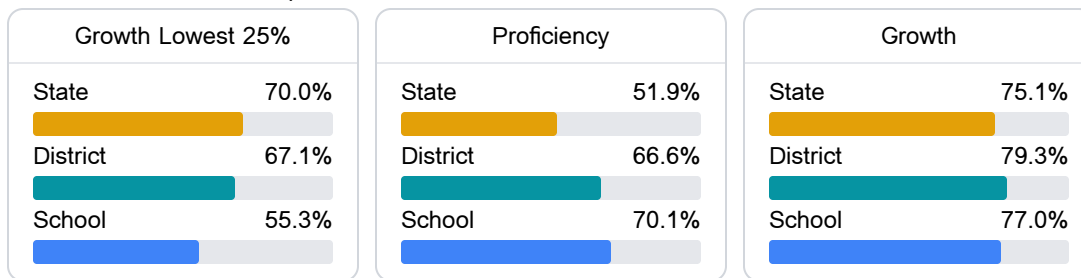 Growth Lowest 25%
State 70.0%
District 67.1%
School 55.3%
Proficiency
State 51.9%
District 66.6%
School 70.1%
Growth
State 75.1%
District 79.3%
School 77.0%